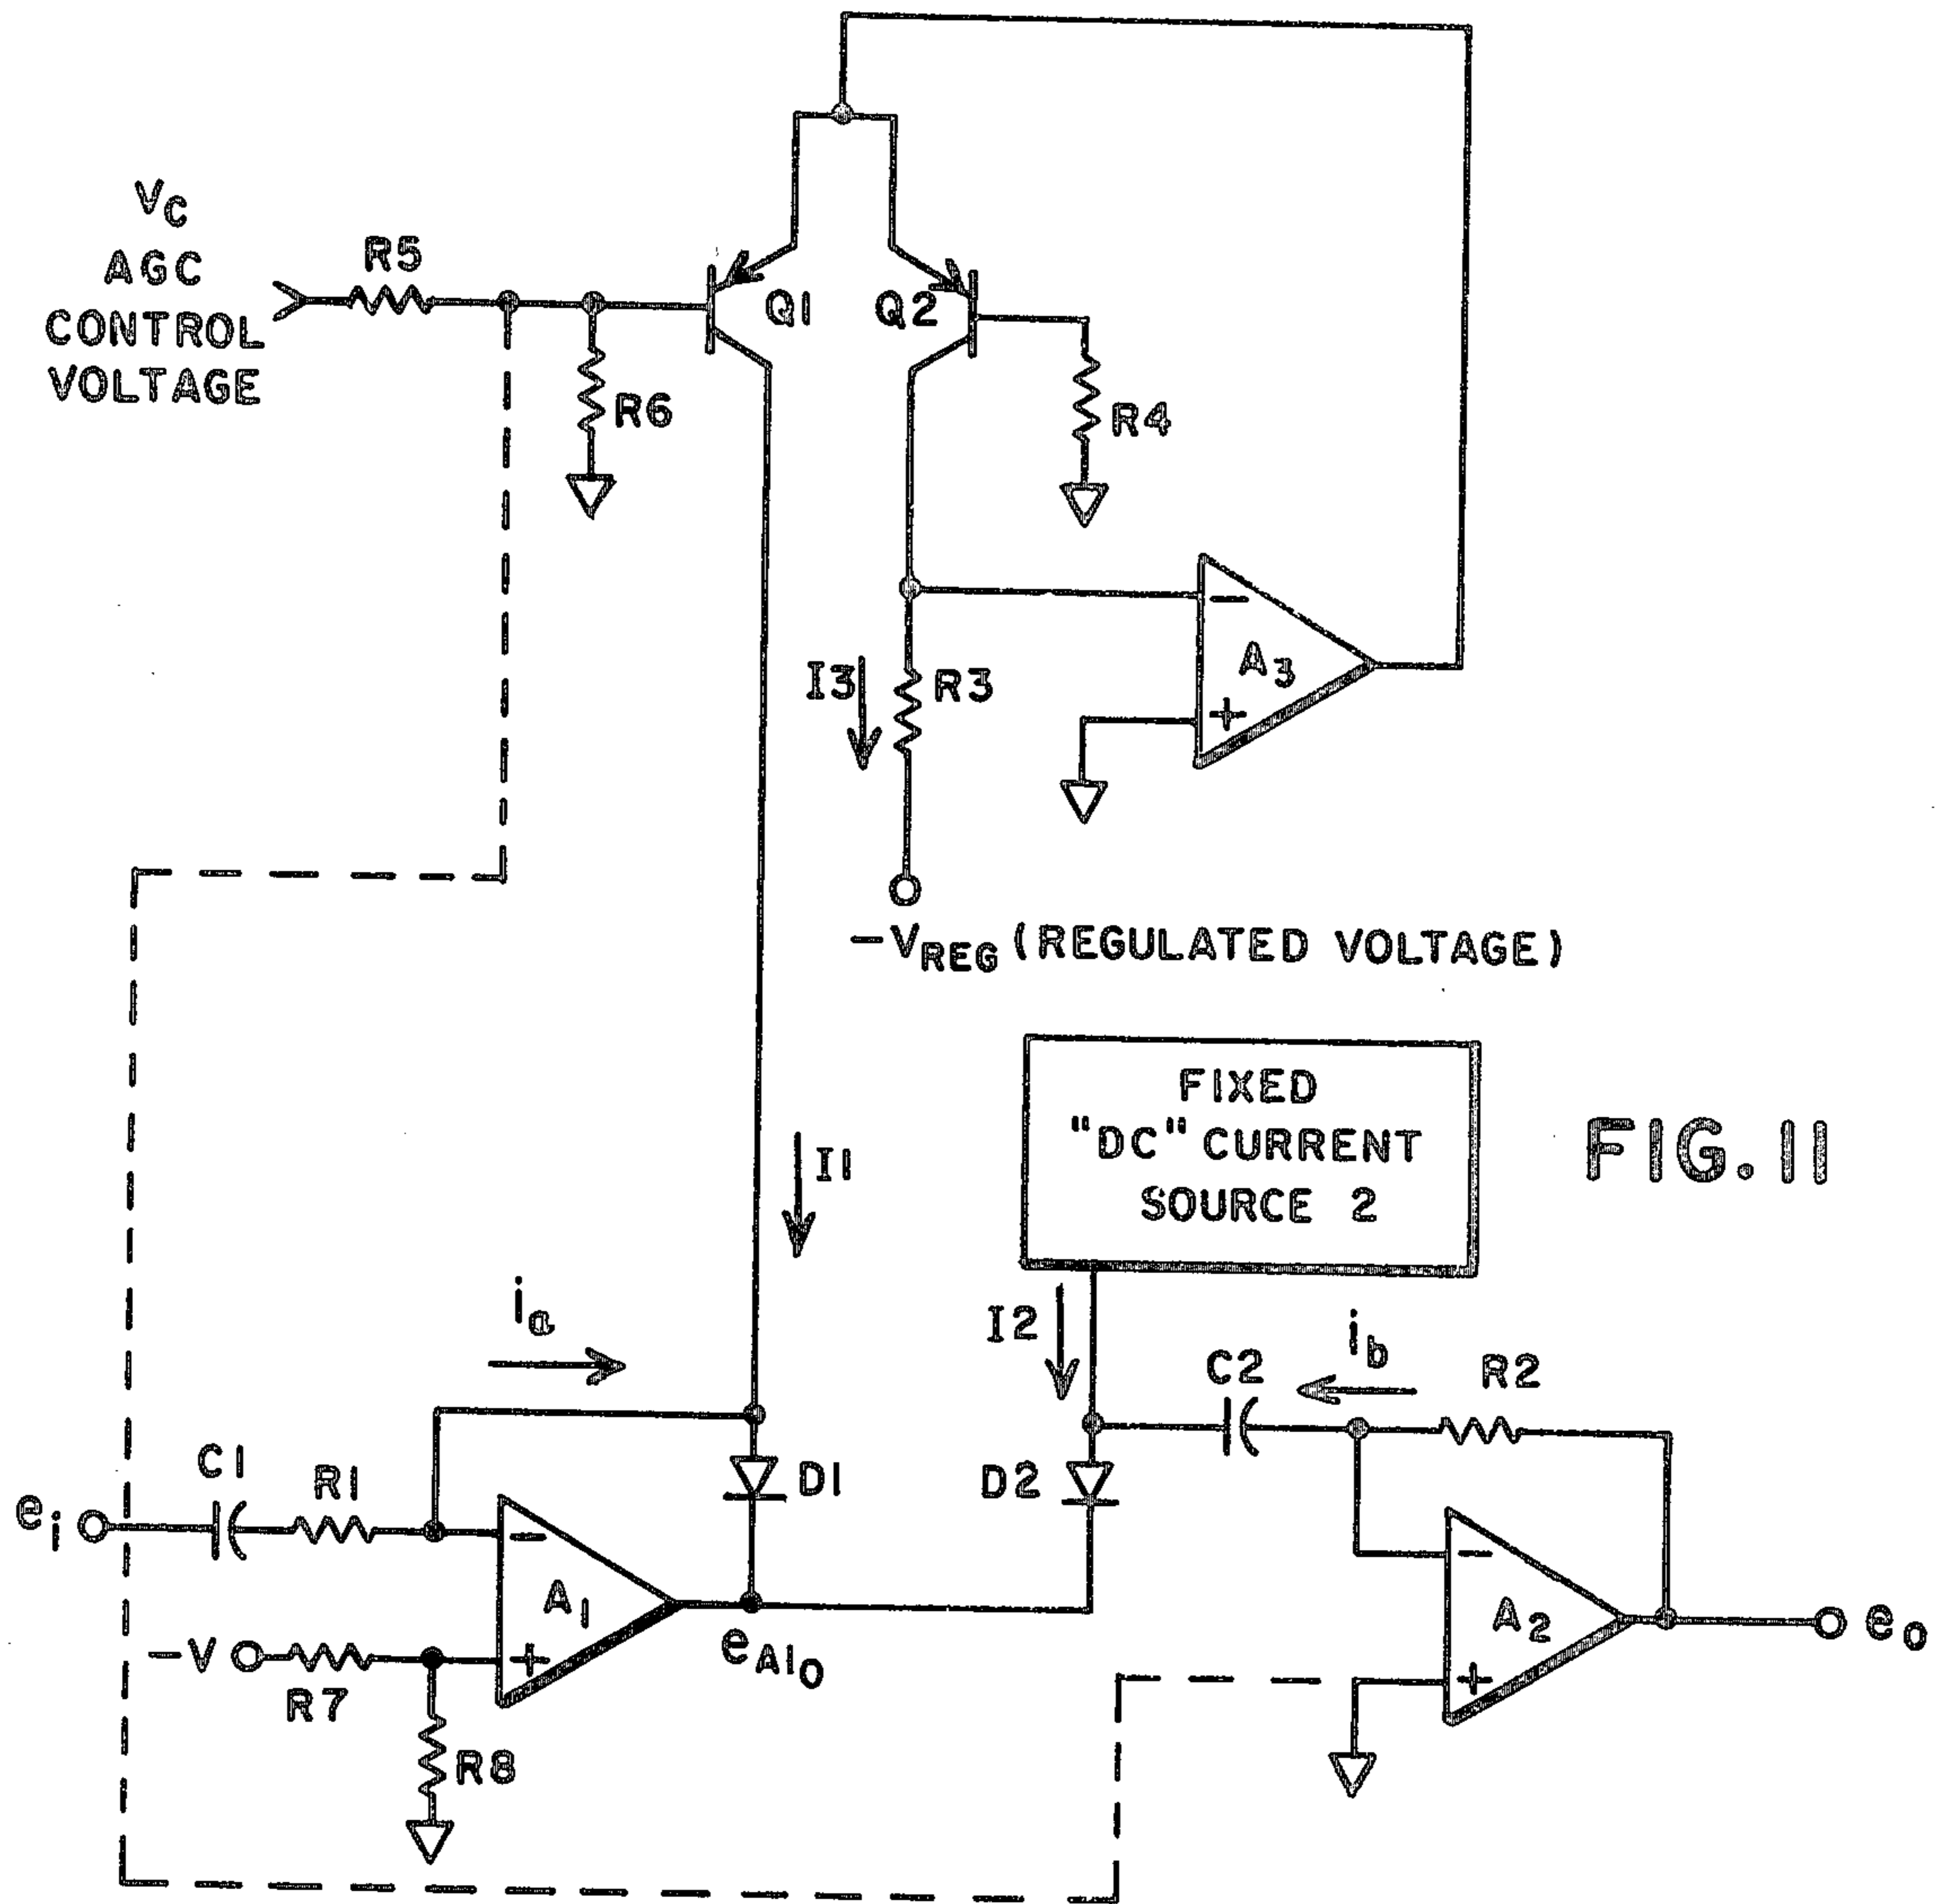 VC
AGC
CONTROL
VOLTAGE
R5
Q1
Q2
R6
R4
I3
R3
−
A3
+
−VREG (REGULATED VOLTAGE)
FIXED
"DC" CURRENT
SOURCE 2
FIG. 11
I1
ia
I2
ib
C2
R2
C1
R1
D1
D2
ei
−
A1
+
−V
R7
R8
eA1O
−
A2
+
eo